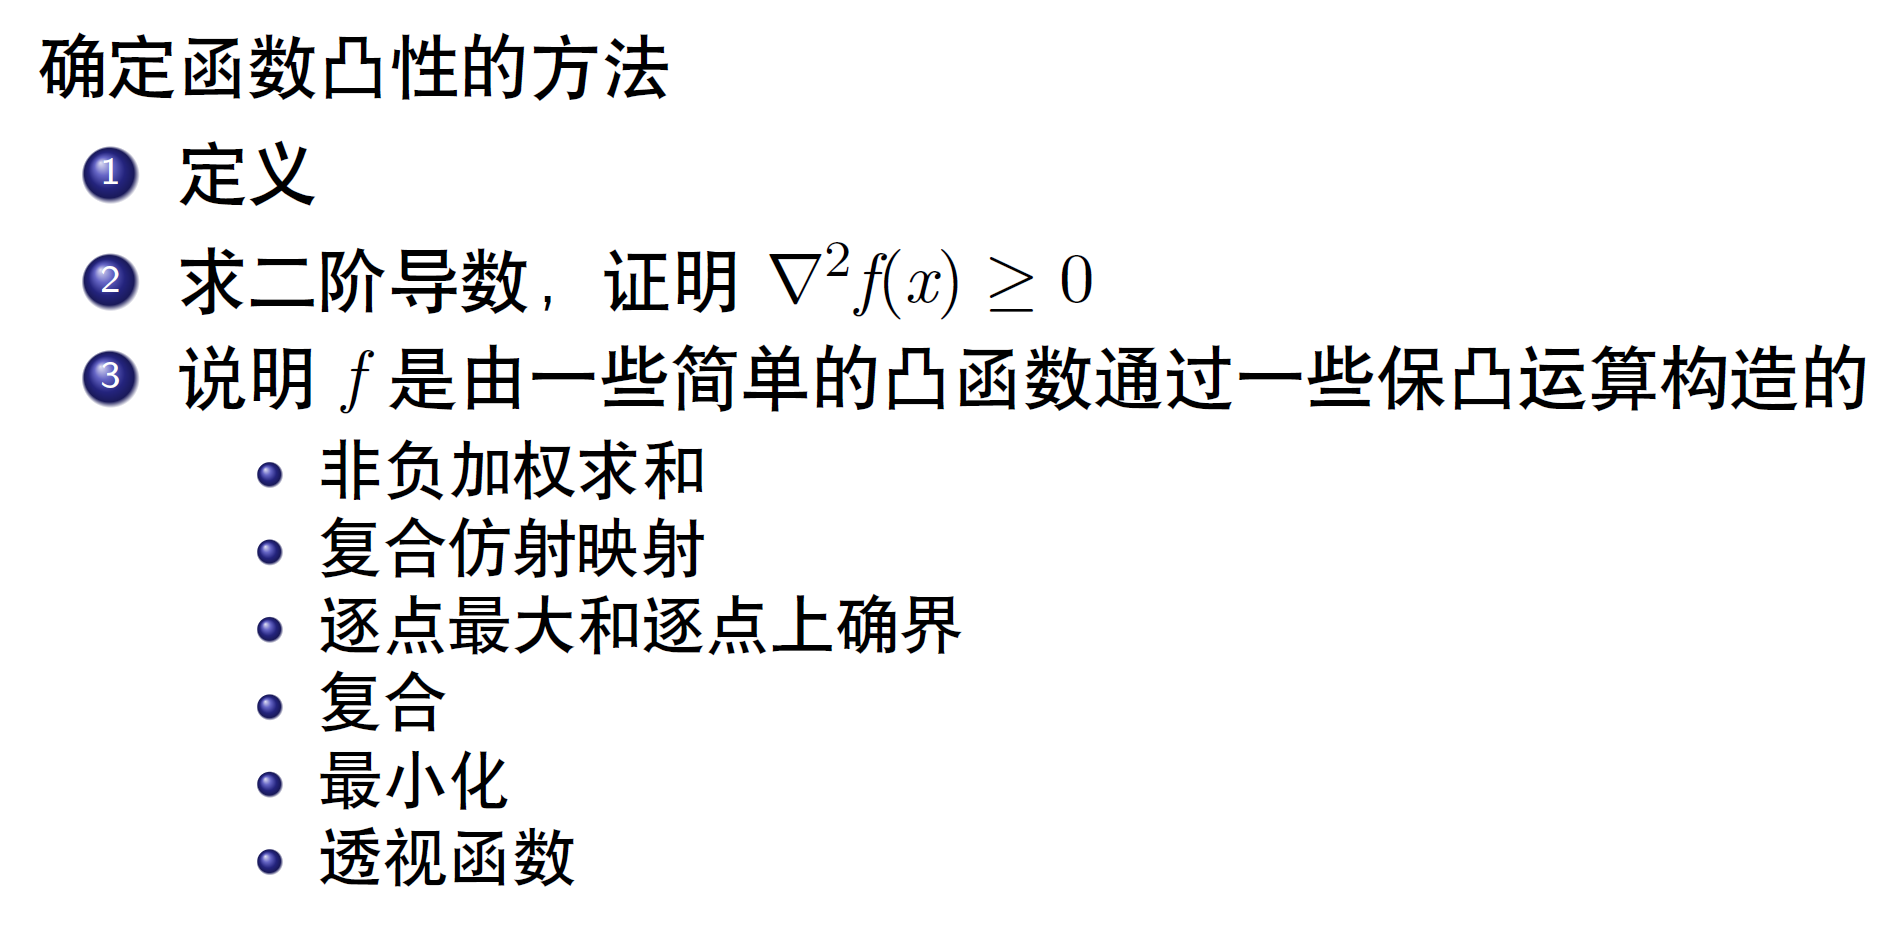 确定函数凸性的方法
1 定义
2 求二阶导数，证明 ∇²f(x) ≥ 0
3 说明 f 是由一些简单的凸函数通过一些保凸运算构造的
非负加权求和
复合仿射映射
逐点最大和逐点上确界
复合
最小化
透视函数